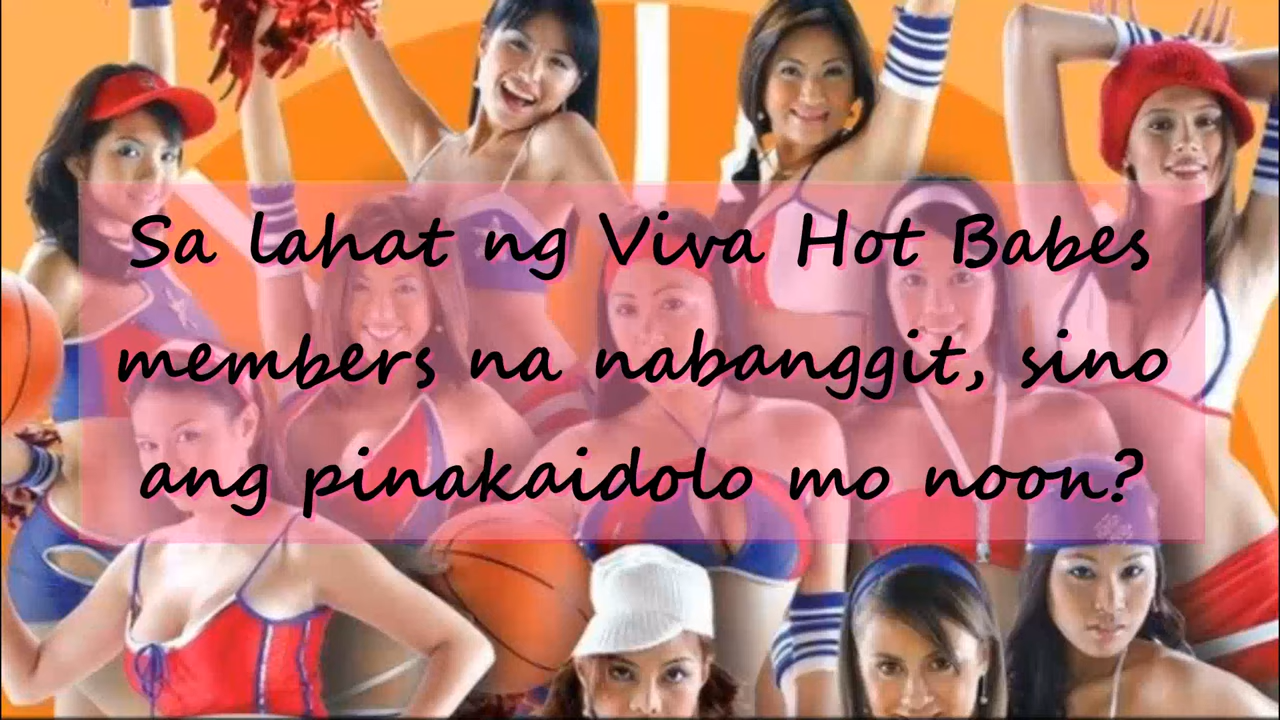 Sa lahat ng Viva Hot Babes
members na nabanggit, sino
ang pinakaidolo mo noon?